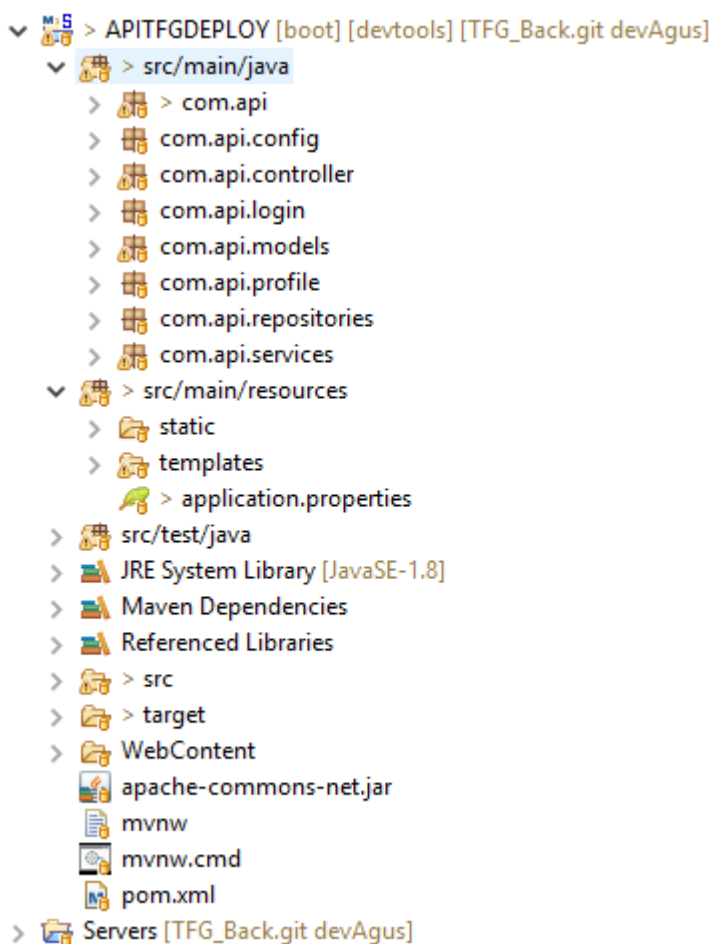 > APITFGDEPLOY [boot] [devtools] [TFG_Back.git devAgus]
> src/main/java
> com.api
com.api.config
com.api.controller
com.api.login
com.api.models
com.api.profile
com.api.repositories
com.api.services
> src/main/resources
static
templates
> application.properties
src/test/java
JRE System Library [JavaSE-1.8]
Maven Dependencies
Referenced Libraries
> src
> target
WebContent
apache-commons-net.jar
mvnw
mvnw.cmd
pom.xml
Servers [TFG_Back.git devAgus]